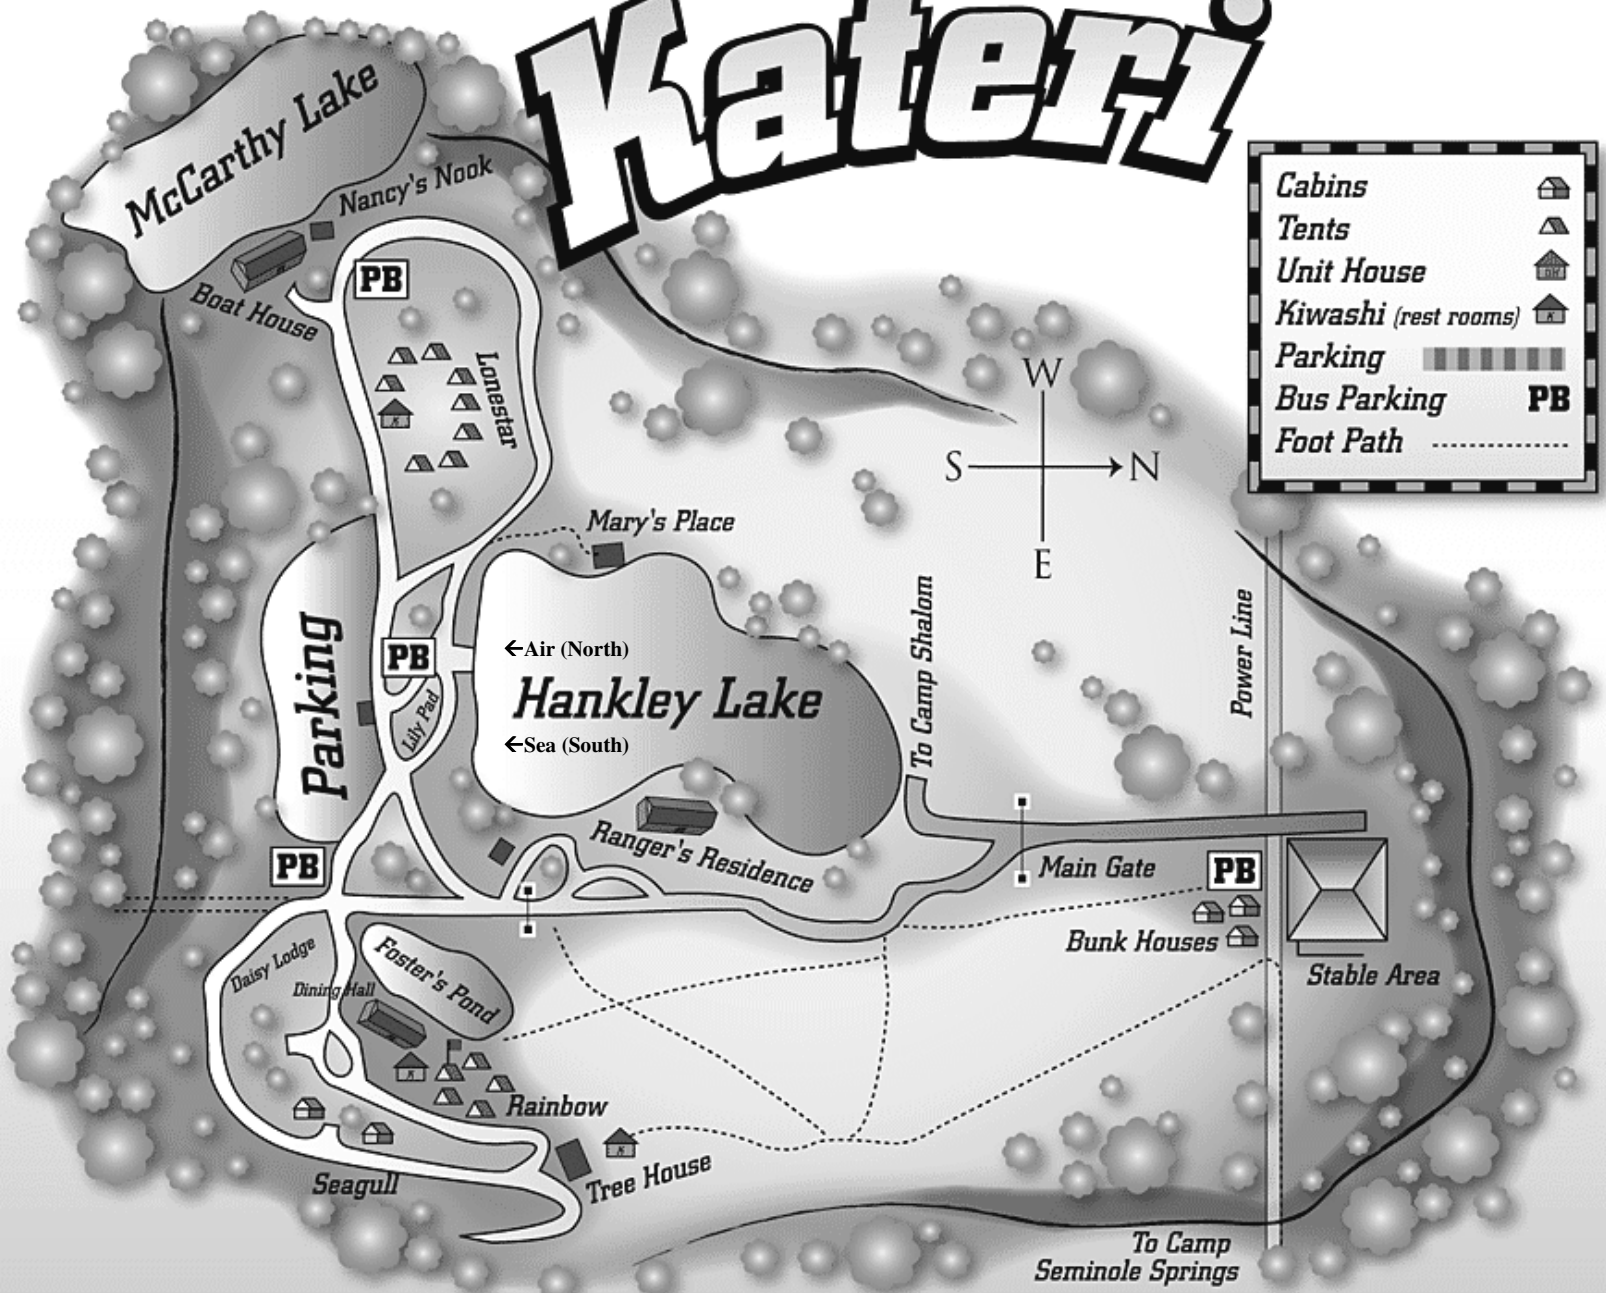 Kateri
McCarthy Lake
Nancy's Nook
Boat House
PB
Lonestar
K
Cabins
Tents
Unit House
UH
Kiwashi (rest rooms)
K
Parking
Bus Parking PB
Foot Path
W
S N
E
Mary's Place
Parking
PB
Lily Pad
←Air (North)
Hankley Lake
←Sea (South)
To Camp Shalom
Power Line
Ranger's Residence
Main Gate
PB
PB
Bunk Houses
Stable Area
Daisy Lodge
Foster's Pond
Dining Hall
K
Rainbow
K
Tree House
Seagull
To Camp
Seminole Springs